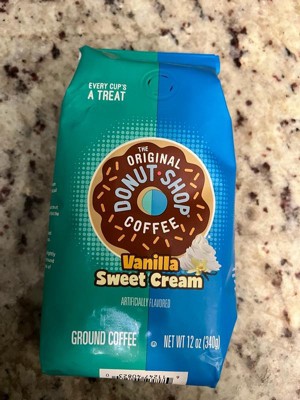 EVERY CUP'S
A TREAT
THE
ORIGINAL
DONUT·SHOP
COFFEE
Vanilla
Sweet Cream
ARTIFICIALLY FLAVORED
GROUND COFFEE
NET WT 12 oz (340g)